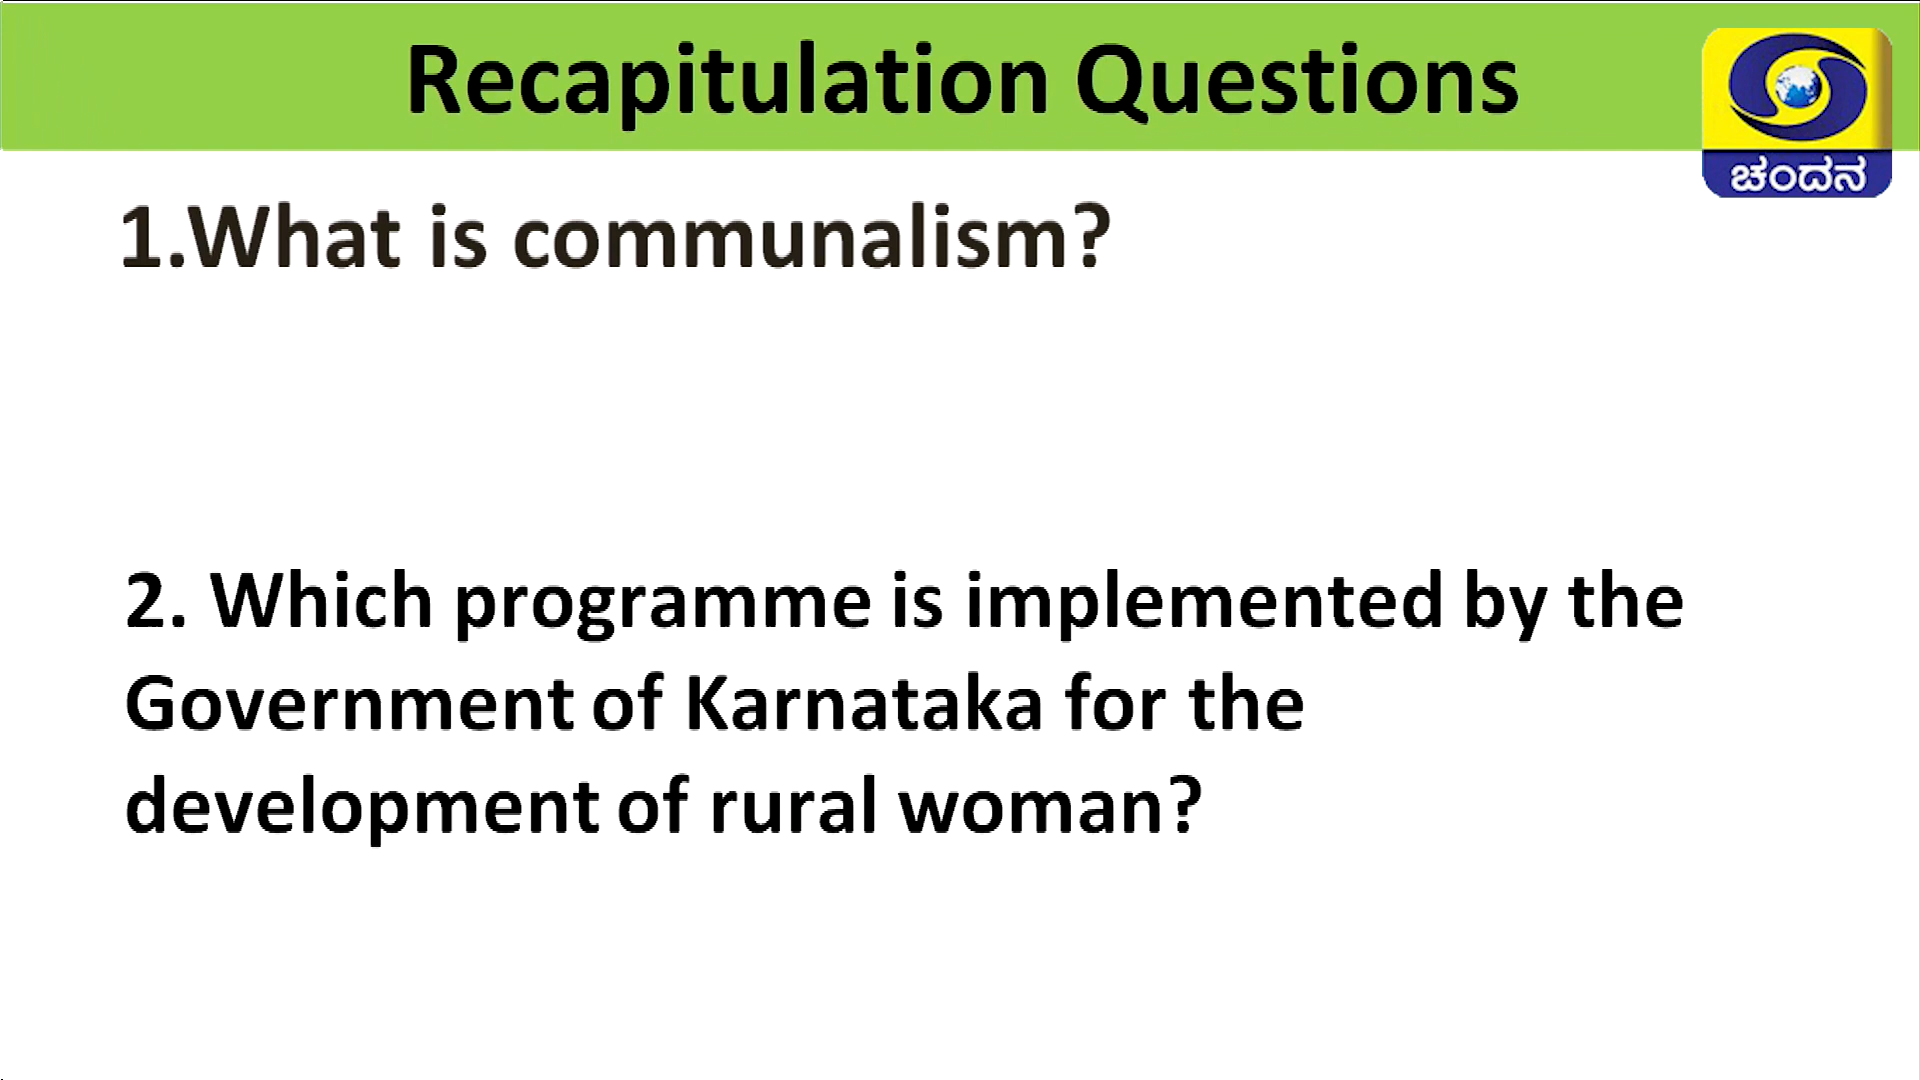 Recapitulation Questions
ಚಂದನ
1.What is communalism?
2. Which programme is implemented by the
Government of Karnataka for the
development of rural woman?